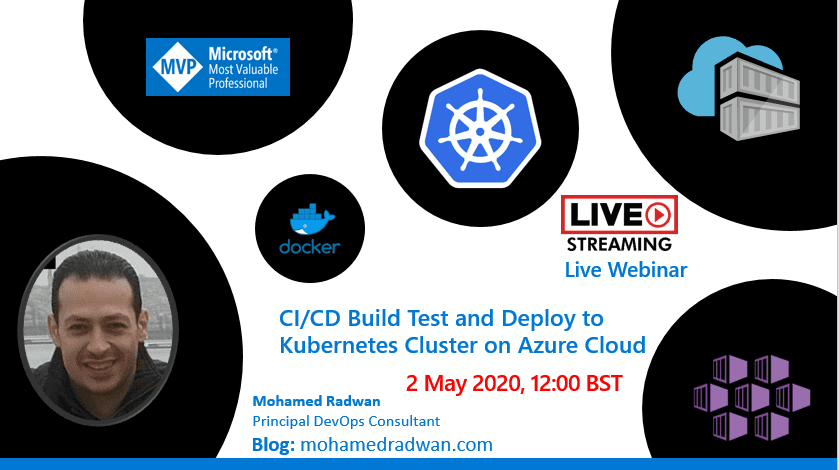 MVP
Microsoft®
Most Valuable
Professional
docker
LIVE
STREAMING
Live Webinar
CI/CD Build Test and Deploy to
Kubernetes Cluster on Azure Cloud
2 May 2020, 12:00 BST
Mohamed Radwan
Principal DevOps Consultant
Blog: mohamedradwan.com